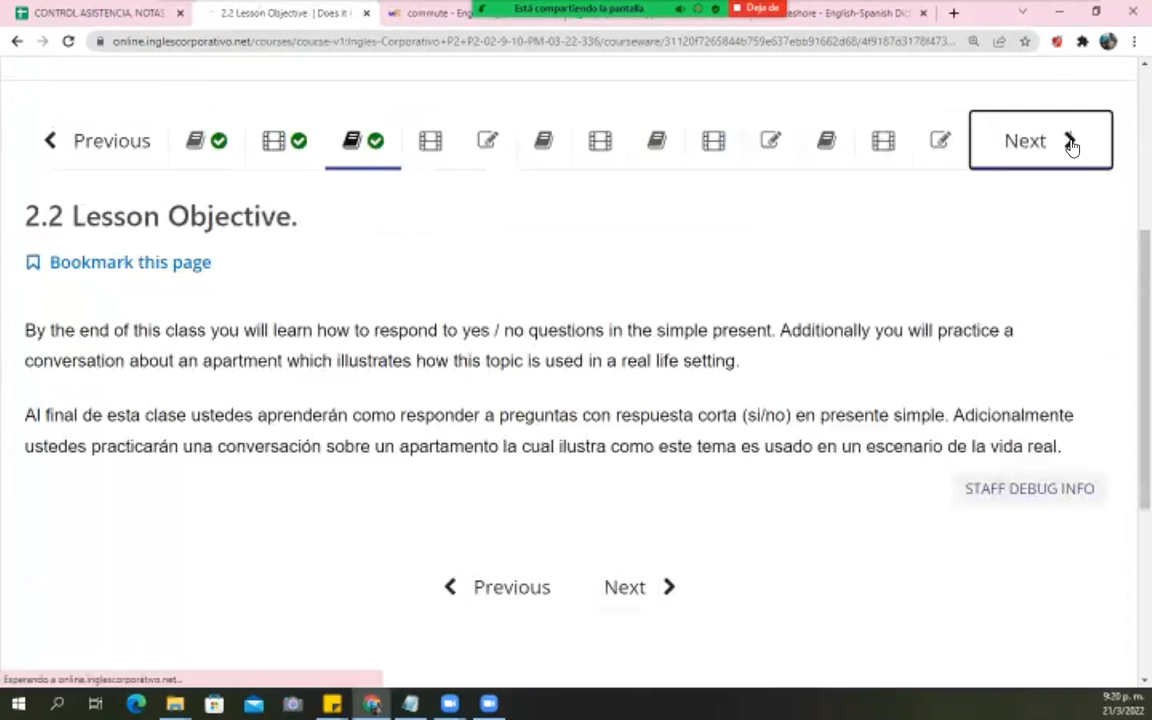 CONTROL ASISTENCIA, NOTAS
2.2 Lesson Objective. | Does it i
commute - Eng
Está compartiendo la pantalla
Deja de
ashore - English-Spanish Dic
online.inglescorporativo.net/courses/course-v1:Ingles-Corporativo+P2+P2-02-9-10-PM-03-22-336/courseware/31120f7265844b759e637ebb91662d68/4f9187d3178f473...
Previous
Next
2.2 Lesson Objective.
Bookmark this page
By the end of this class you will learn how to respond to yes / no questions in the simple present. Additionally you will practice a
conversation about an apartment which illustrates how this topic is used in a real life setting.
Al final de esta clase ustedes aprenderán como responder a preguntas con respuesta corta (si/no) en presente simple. Adicionalmente
ustedes practicarán una conversación sobre un apartamento la cual ilustra como este tema es usado en un escenario de la vida real.
STAFF DEBUG INFO
Previous
Next
Esperando a online.inglescorporativo.net...
9:20 p. m.
21/3/2022